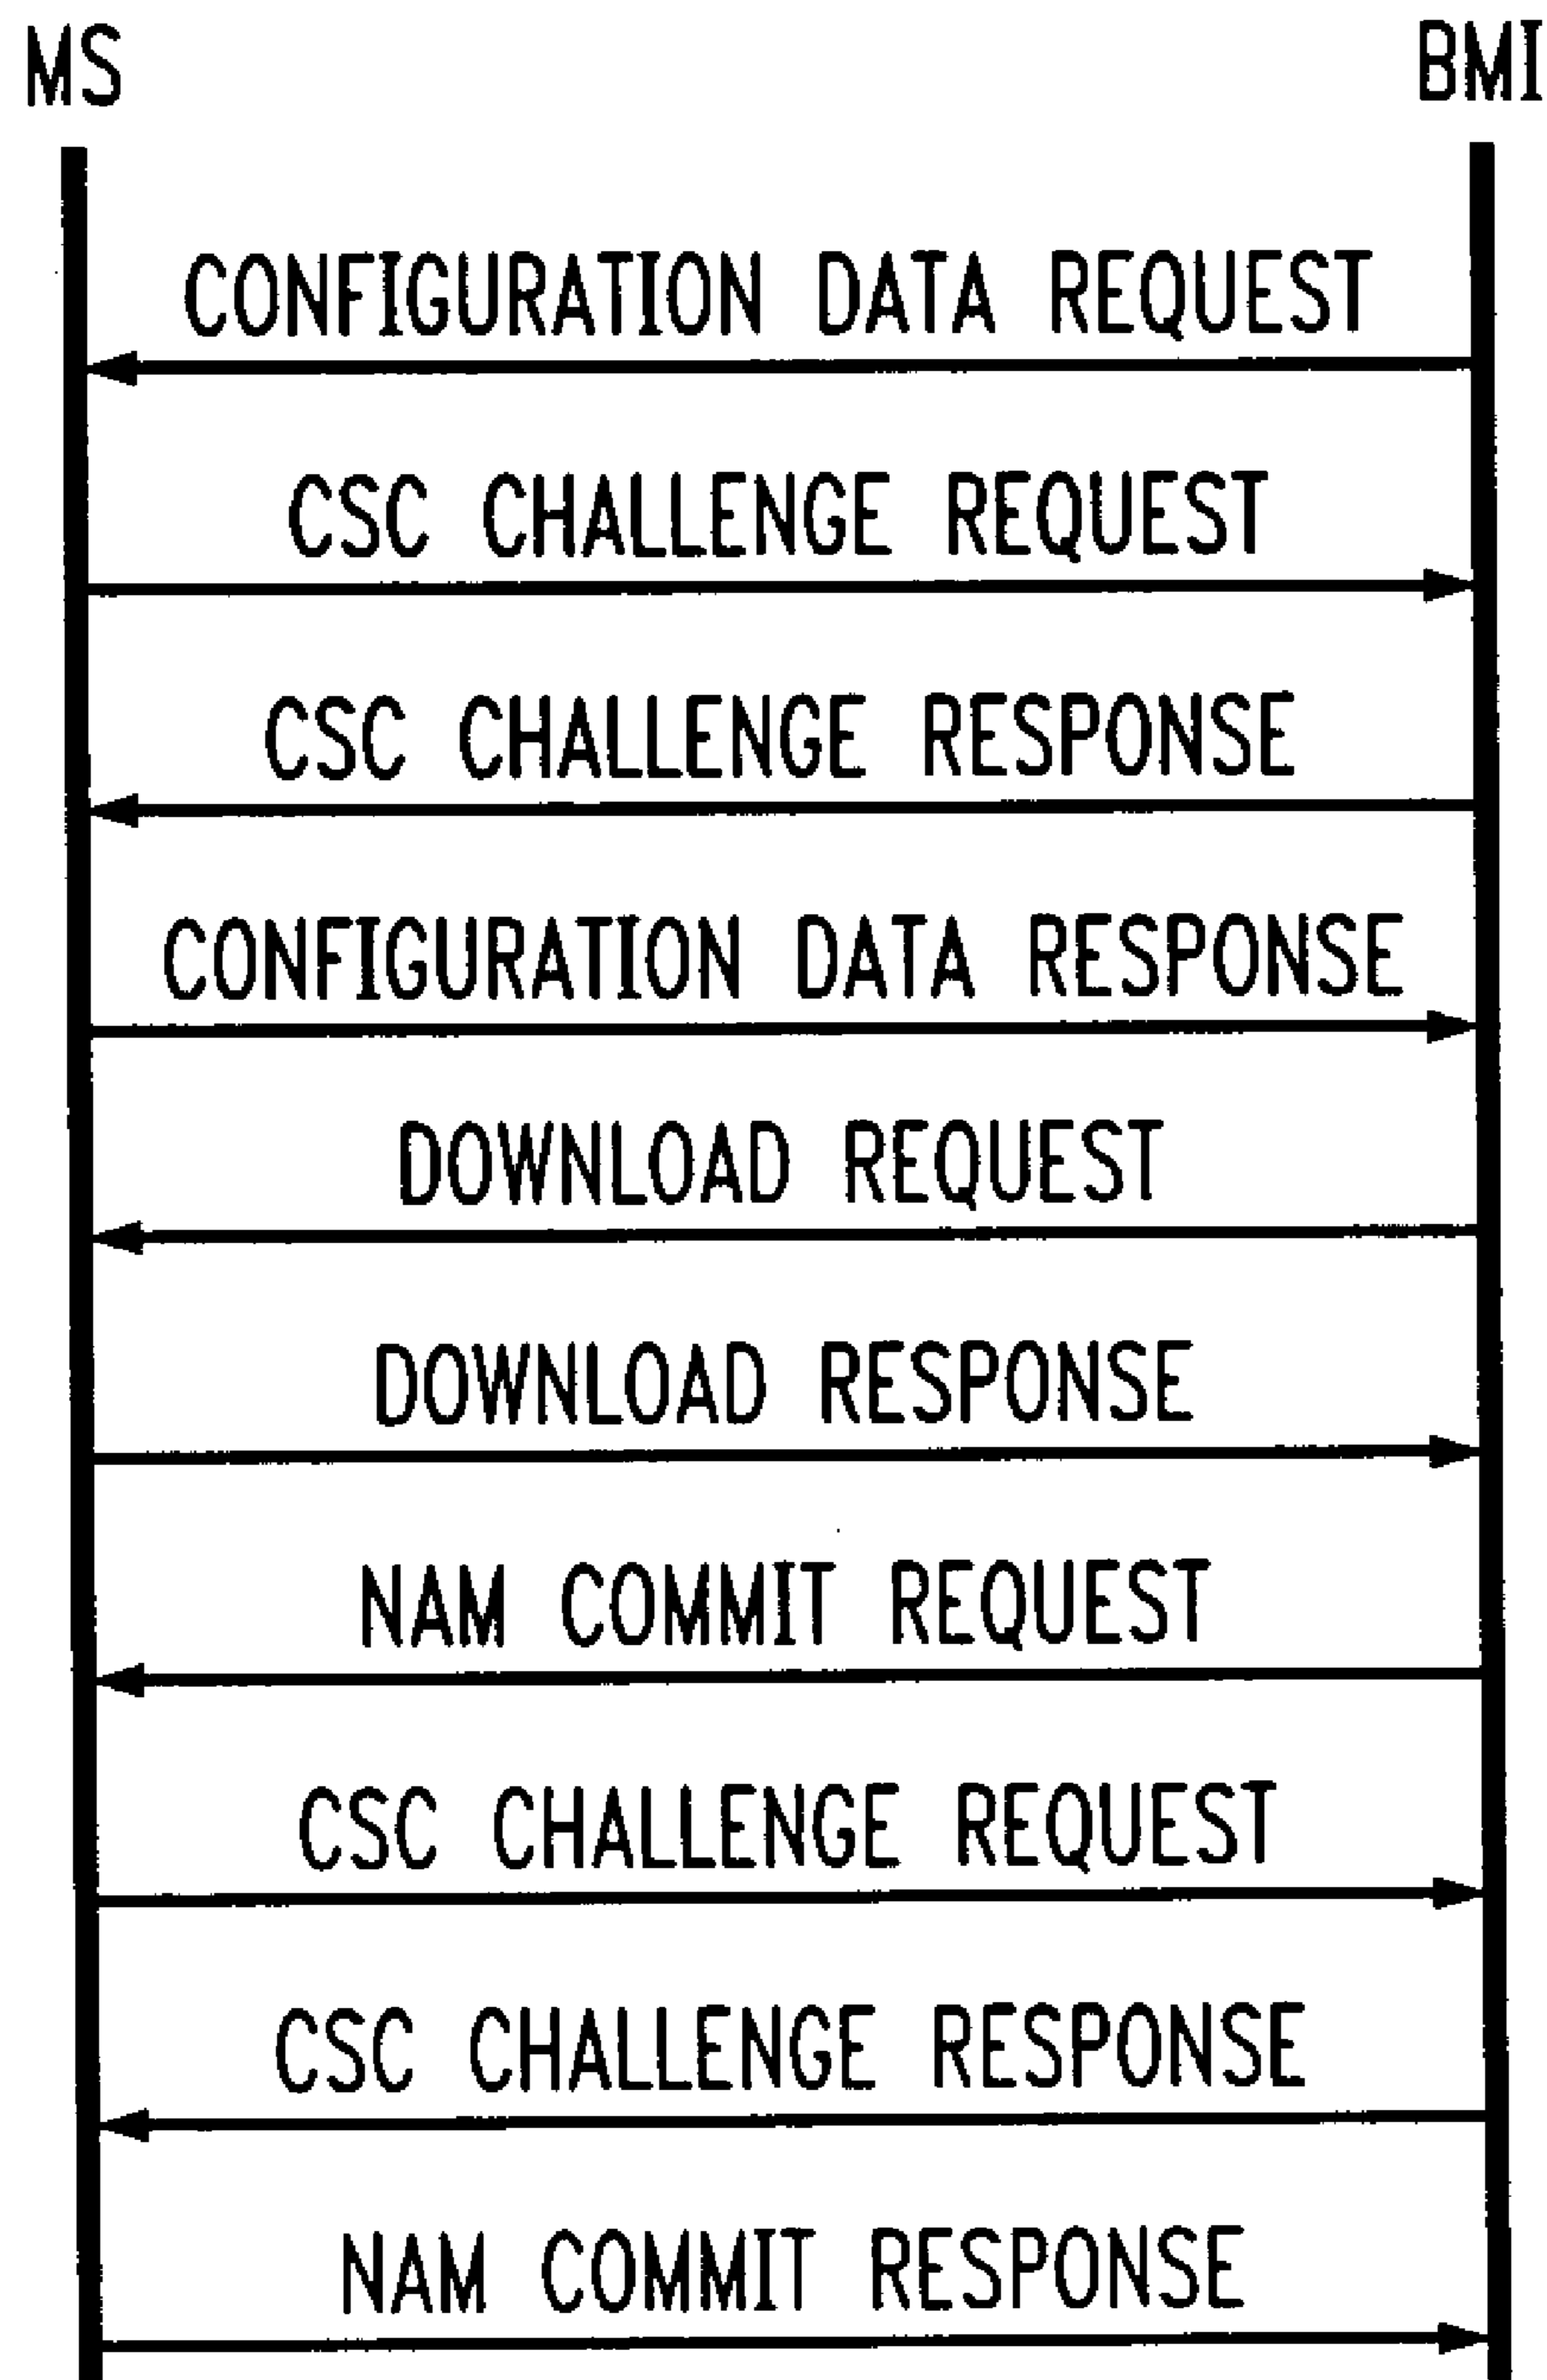 MS BMI
CONFIGURATION DATA REQUEST
CSC CHALLENGE REQUEST
CSC CHALLENGE RESPONSE
CONFIGURATION DATA RESPONSE
DOWNLOAD REQUEST
DOWNLOAD RESPONSE
NAM COMMIT REQUEST
CSC CHALLENGE REQUEST
CSC CHALLENGE RESPONSE
NAM COMMIT RESPONSE